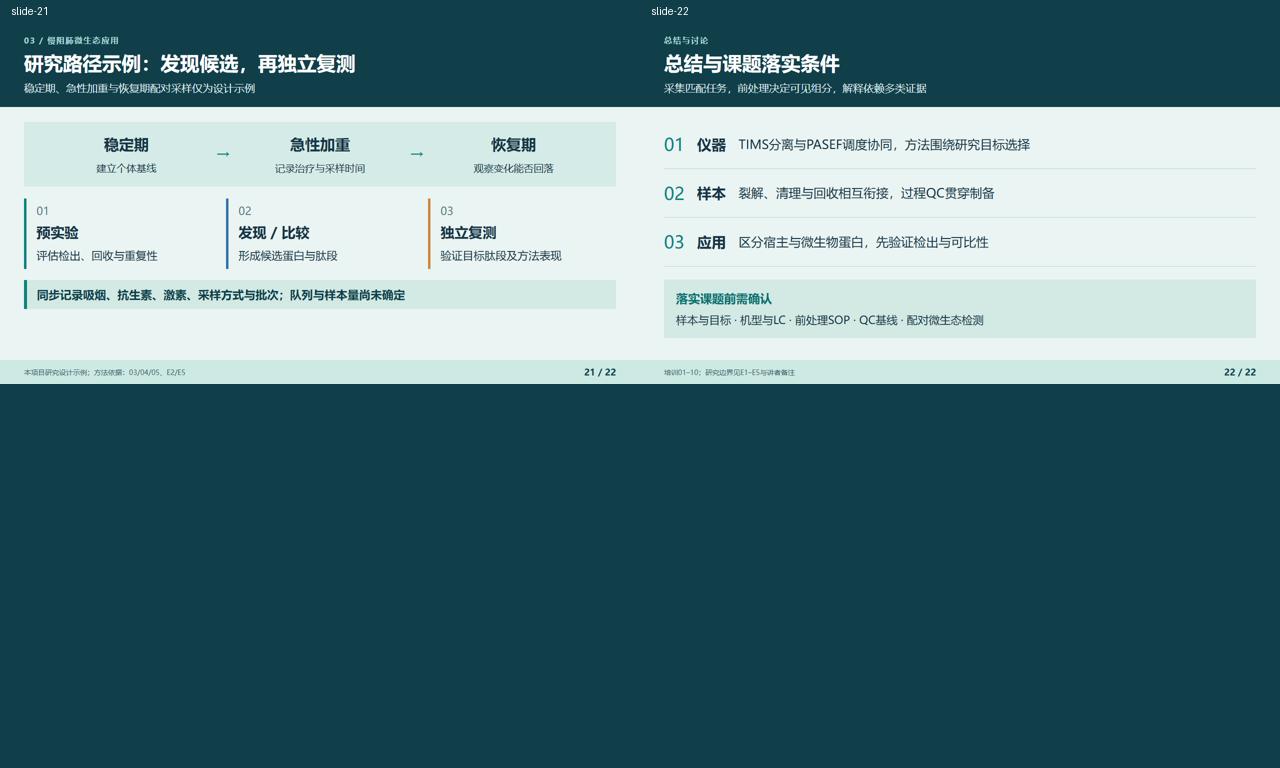 slide-21
03 / 慢阻肺微生态应用
研究路径示例：发现候选，再独立复测
稳定期、急性加重与恢复期配对采样仅为设计示例
稳定期
建立个体基线
→
急性加重
记录治疗与采样时间
→
恢复期
观察变化能否回落
01
预实验
评估检出、回收与重复性
02
发现 / 比较
形成候选蛋白与肽段
03
独立复测
验证目标肽段及方法表现
同步记录吸烟、抗生素、激素、采样方式与批次；队列与样本量尚未确定
本项目研究设计示例；方法依据：03/04/05、E2/E5
21 / 22
slide-22
总结与讨论
总结与课题落实条件
采集匹配任务，前处理决定可见组分，解释依赖多类证据
01 仪器 TIMS分离与PASEF调度协同，方法围绕研究目标选择
02 样本 裂解、清理与回收相互衔接，过程QC贯穿制备
03 应用 区分宿主与微生物蛋白，先验证检出与可比性
落实课题前需确认
样本与目标 · 机型与LC · 前处理SOP · QC基线 · 配对微生态检测
培训01–10；研究边界见E1–E5与讲者备注
22 / 22